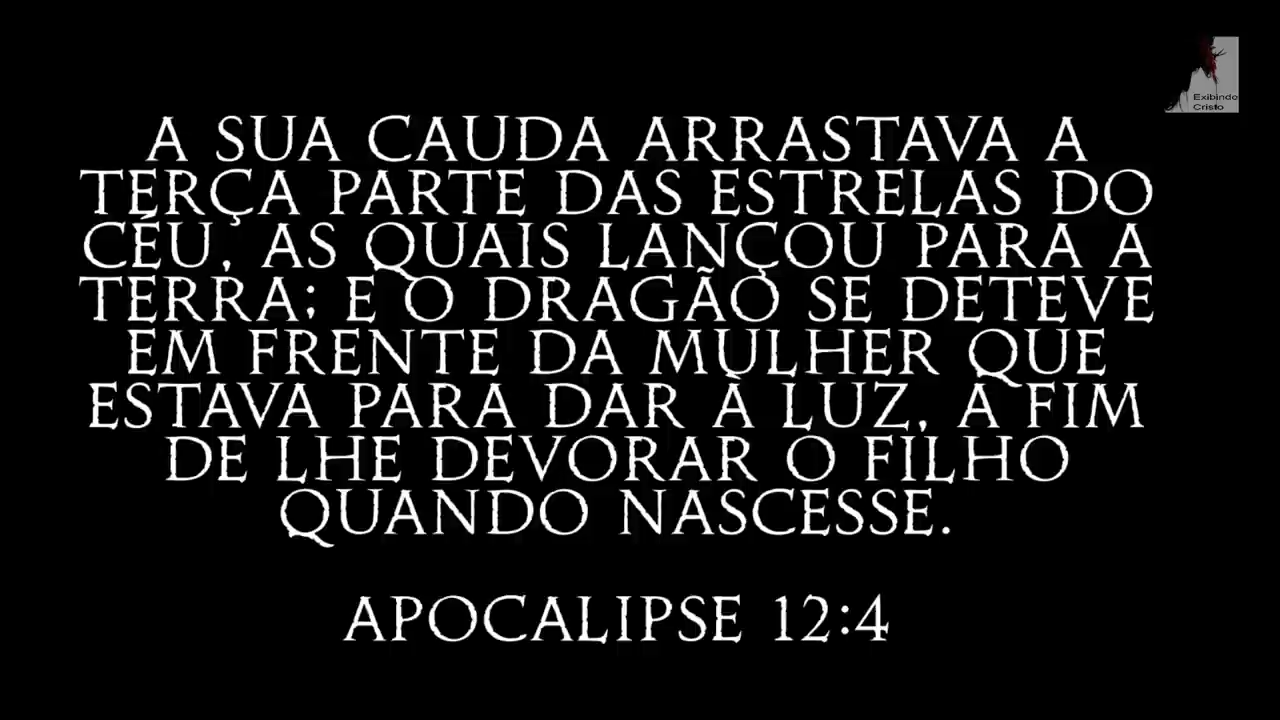 Exibindo
Cristo
A SUA CAUDA ARRASTAVA A
TERÇA PARTE DAS ESTRELAS DO
CÉU, AS QUAIS LANÇOU PARA A
TERRA; E O DRAGÃO SE DETEVE
EM FRENTE DA MULHER QUE
ESTAVA PARA DAR À LUZ, A FIM
DE LHE DEVORAR O FILHO
QUANDO NASCESSE.
APOCALIPSE 12:4